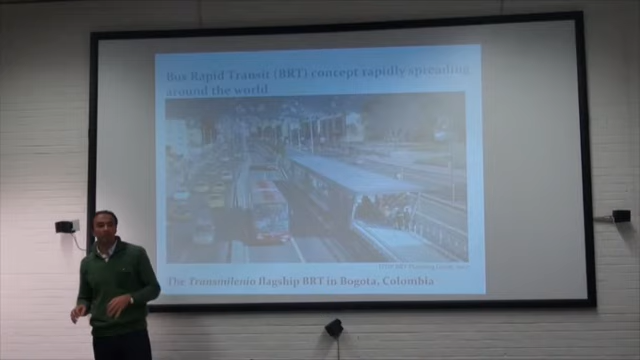 Bus Rapid Transit (BRT) concept rapidly spreading
around the world
The Transmilenio flagship BRT in Bogota, Colombia